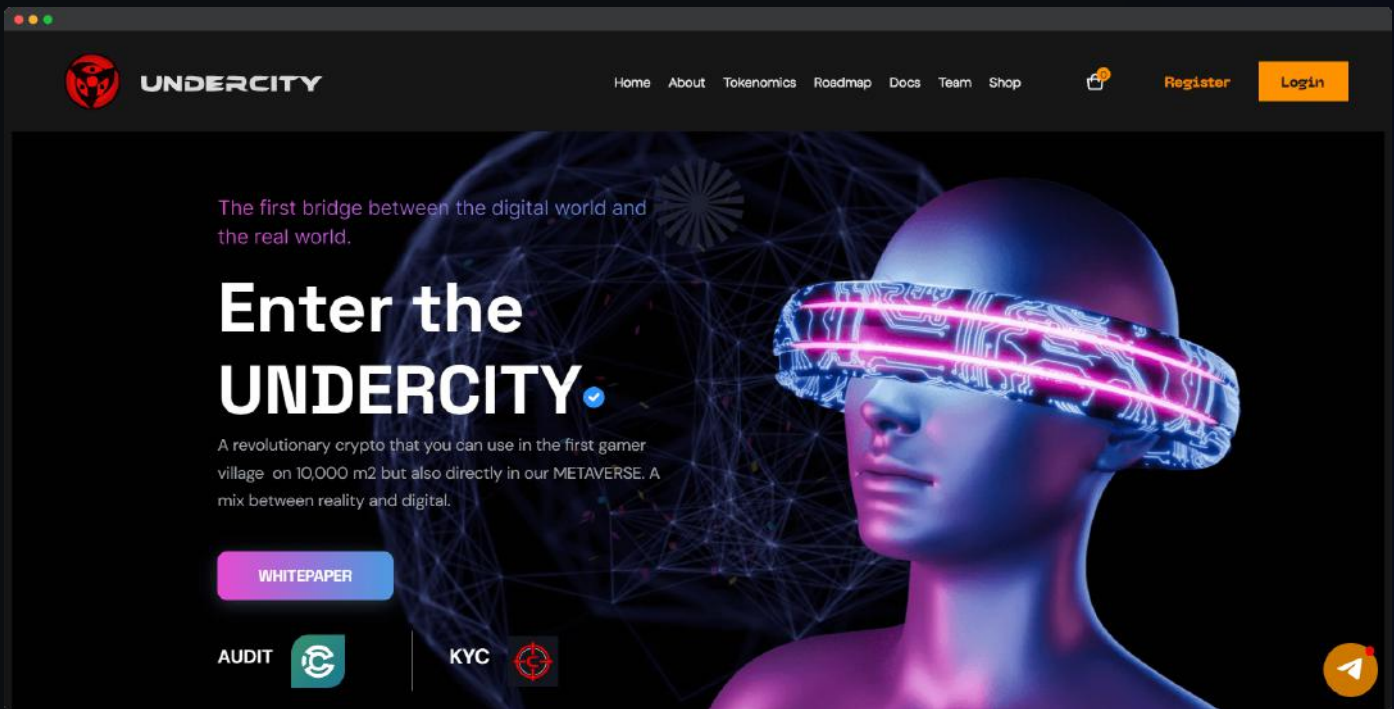 UNDERCITY
Home About Tokenomics Roadmap Docs Team Shop
0
Register
Login
The first bridge between the digital world and
the real world.
Enter the
UNDERCITY
A revolutionary crypto that you can use in the first gamer
village on 10,000 m2 but also directly in our METAVERSE. A
mix between reality and digital.
WHITEPAPER
AUDIT
KYC